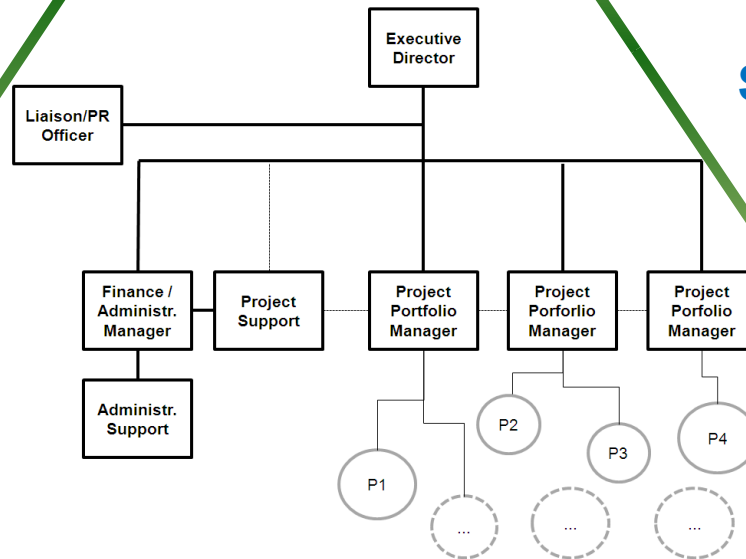 Executive
Director
S
Liaison/PR
Officer
Finance /
Administr.
Manager
Project
Support
Project
Portfolio
Manager
Project
Porforlio
Manager
Project
Porfolio
Manager
Administr.
Support
P1
P2
P3
P4
...
...
...